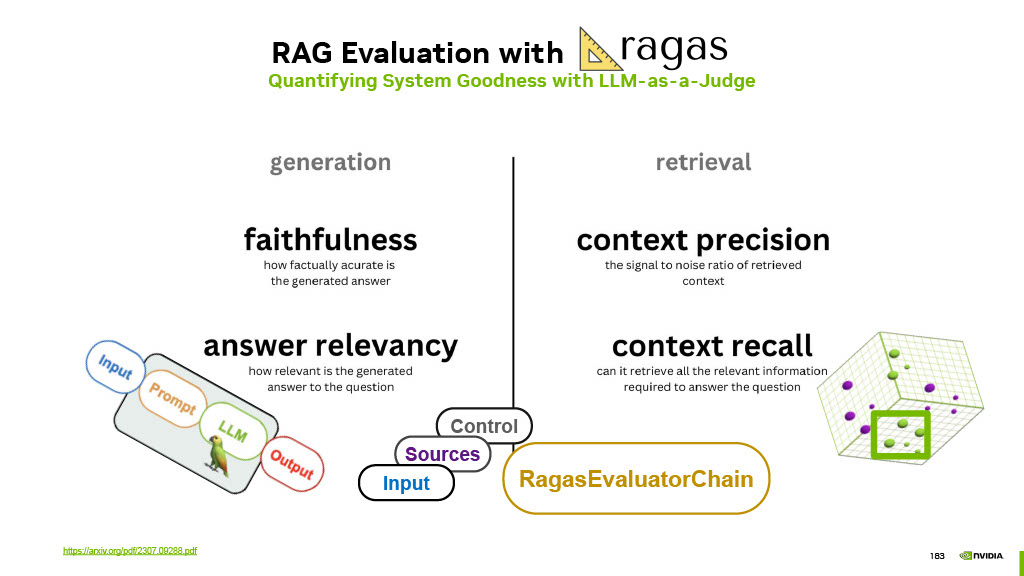 RAG Evaluation with ragas
Quantifying System Goodness with LLM-as-a-Judge
generation
faithfulness
how factually acurate is
the generated answer
answer relevancy
how relevant is the generated
answer to the question
retrieval
context precision
the signal to noise ratio of retrieved
context
context recall
can it retrieve all the relevant information
required to answer the question
Input
Prompt
LLM
Output
Control
Sources
Input
RagasEvaluatorChain
https://arxiv.org/pdf/2307.09288.pdf
183
NVIDIA